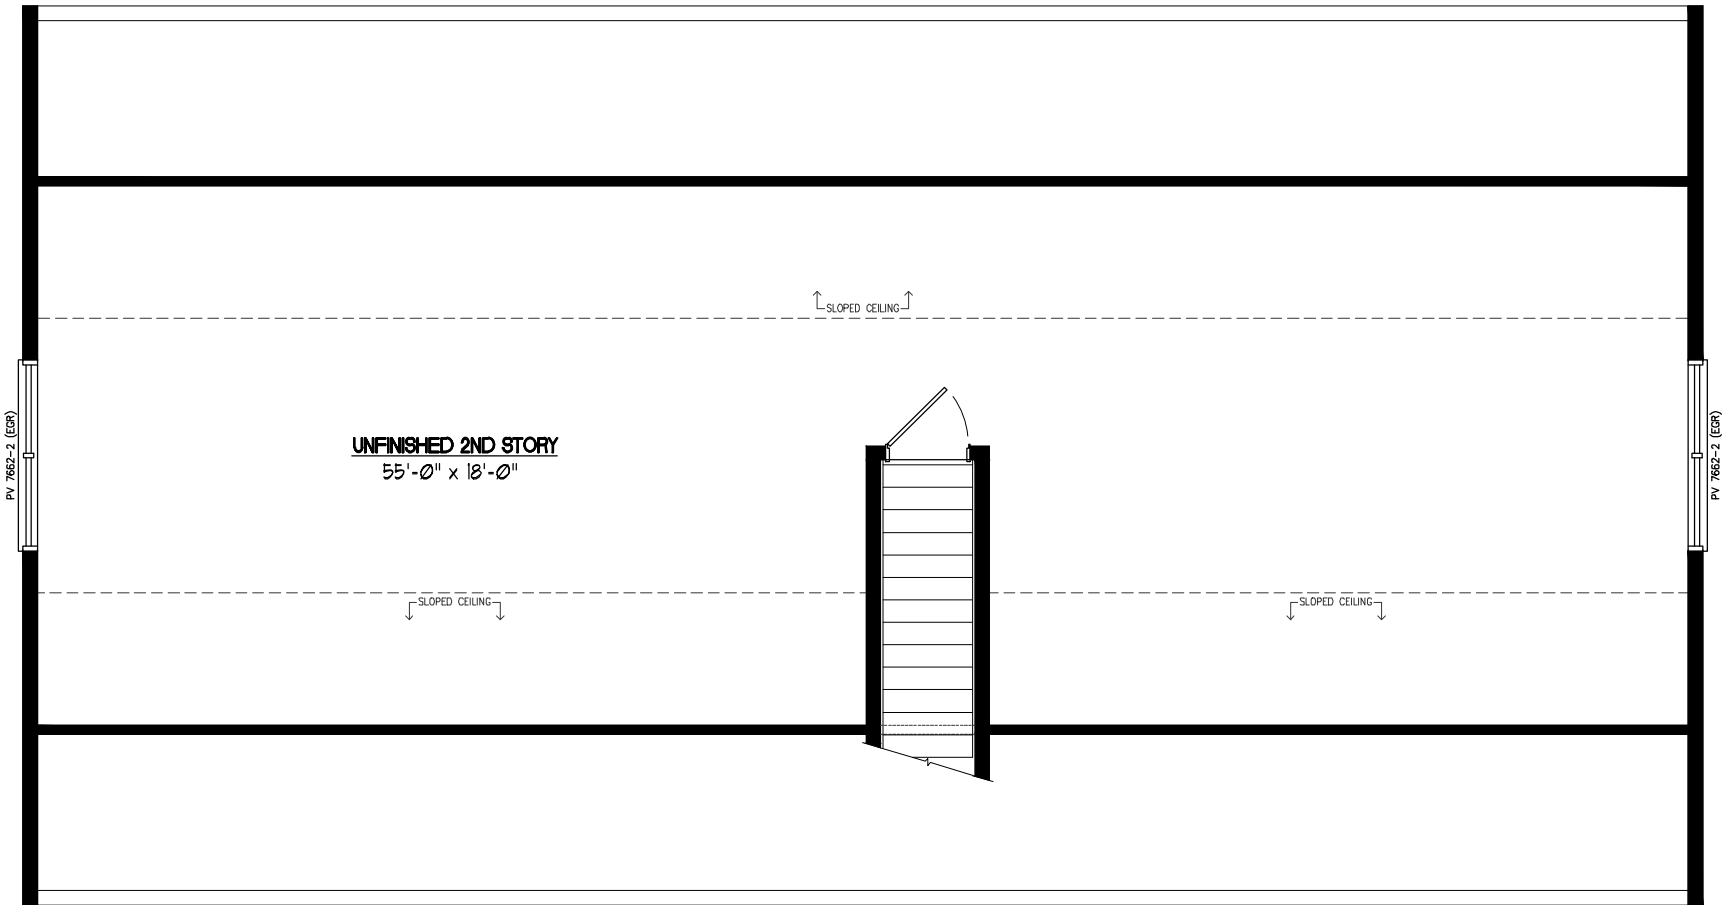 SLOPED CEILING
PV 7662-2 (EGR)
UNFINISHED 2ND STORY
55'-0" x 18'-0"
PV 7662-2 (EGR)
SLOPED CEILING
SLOPED CEILING